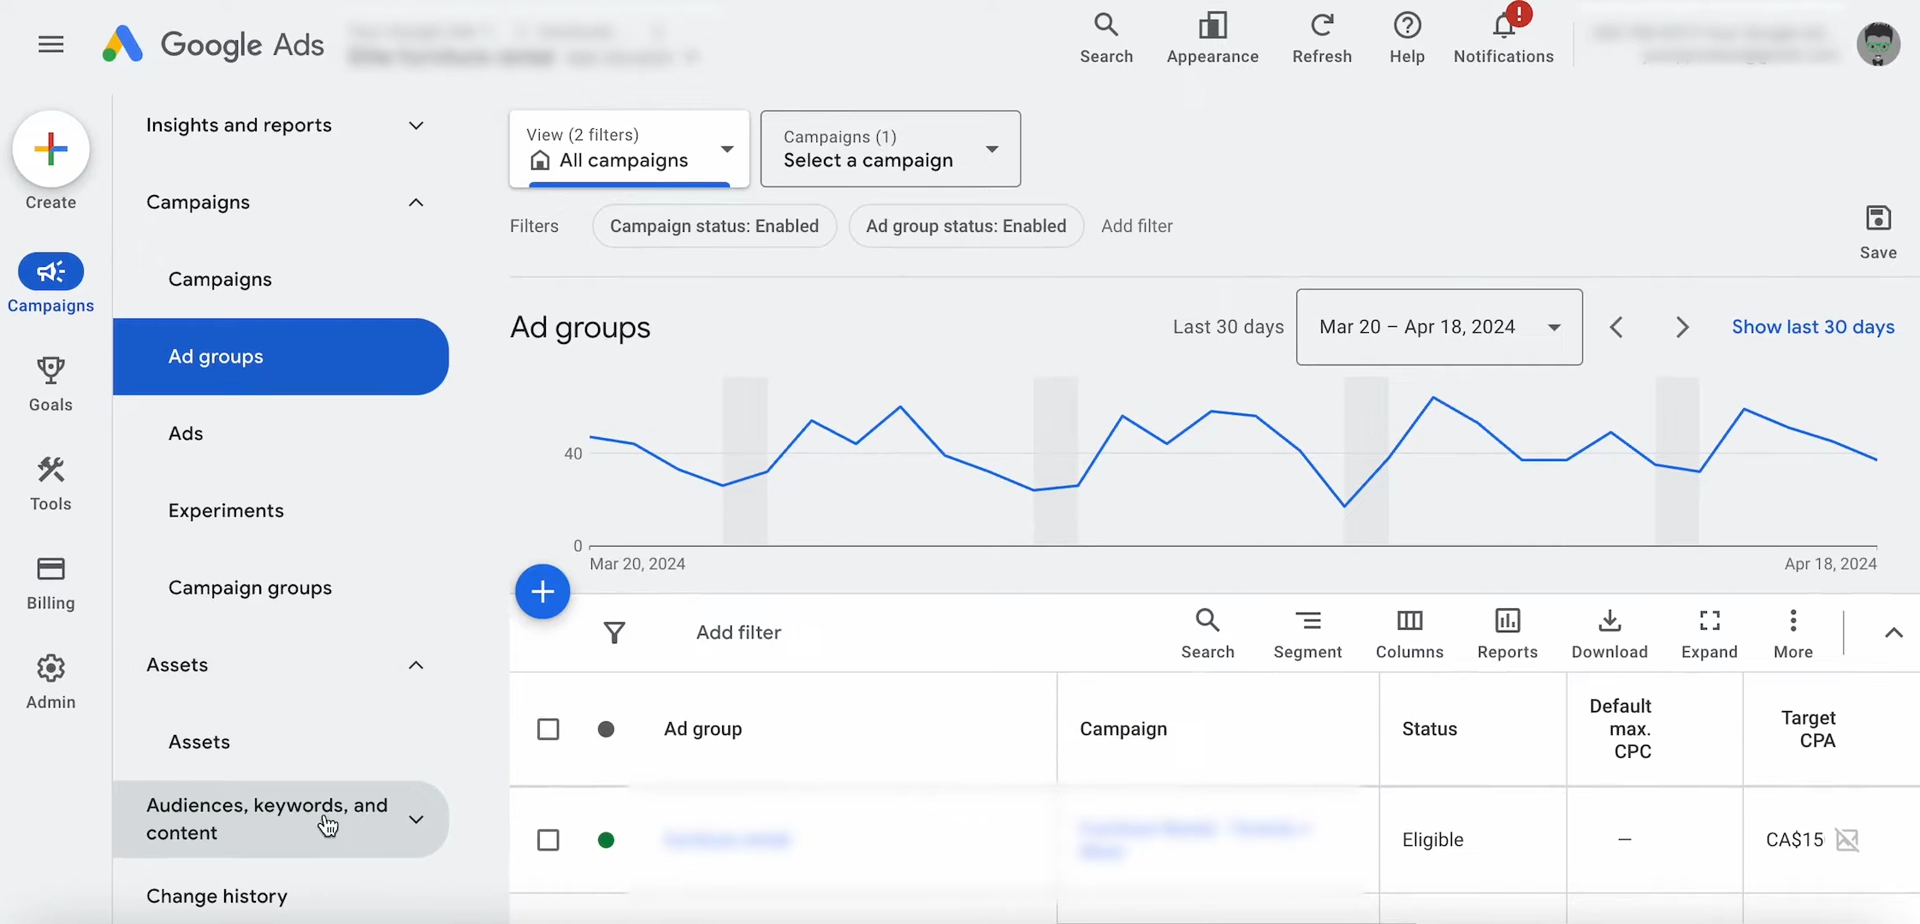 Google Ads
Search
Appearance
Refresh
Help
!
Notifications
Create
Campaigns
Goals
Tools
Billing
Admin
Insights and reports
Campaigns
Campaigns
Ad groups
Ads
Experiments
Campaign groups
Assets
Assets
Audiences, keywords, and
content
Change history
View (2 filters)
All campaigns
Campaigns (1)
Select a campaign
Filters
Campaign status: Enabled
Ad group status: Enabled
Add filter
Save
Ad groups
Last 30 days
Mar 20 – Apr 18, 2024
Show last 30 days
40
0
Mar 20, 2024
Apr 18, 2024
Add filter
Search
Segment
Columns
Reports
Download
Expand
More
Ad group
Campaign
Status
Default
max.
CPC
Target
CPA
Eligible
—
CA$15